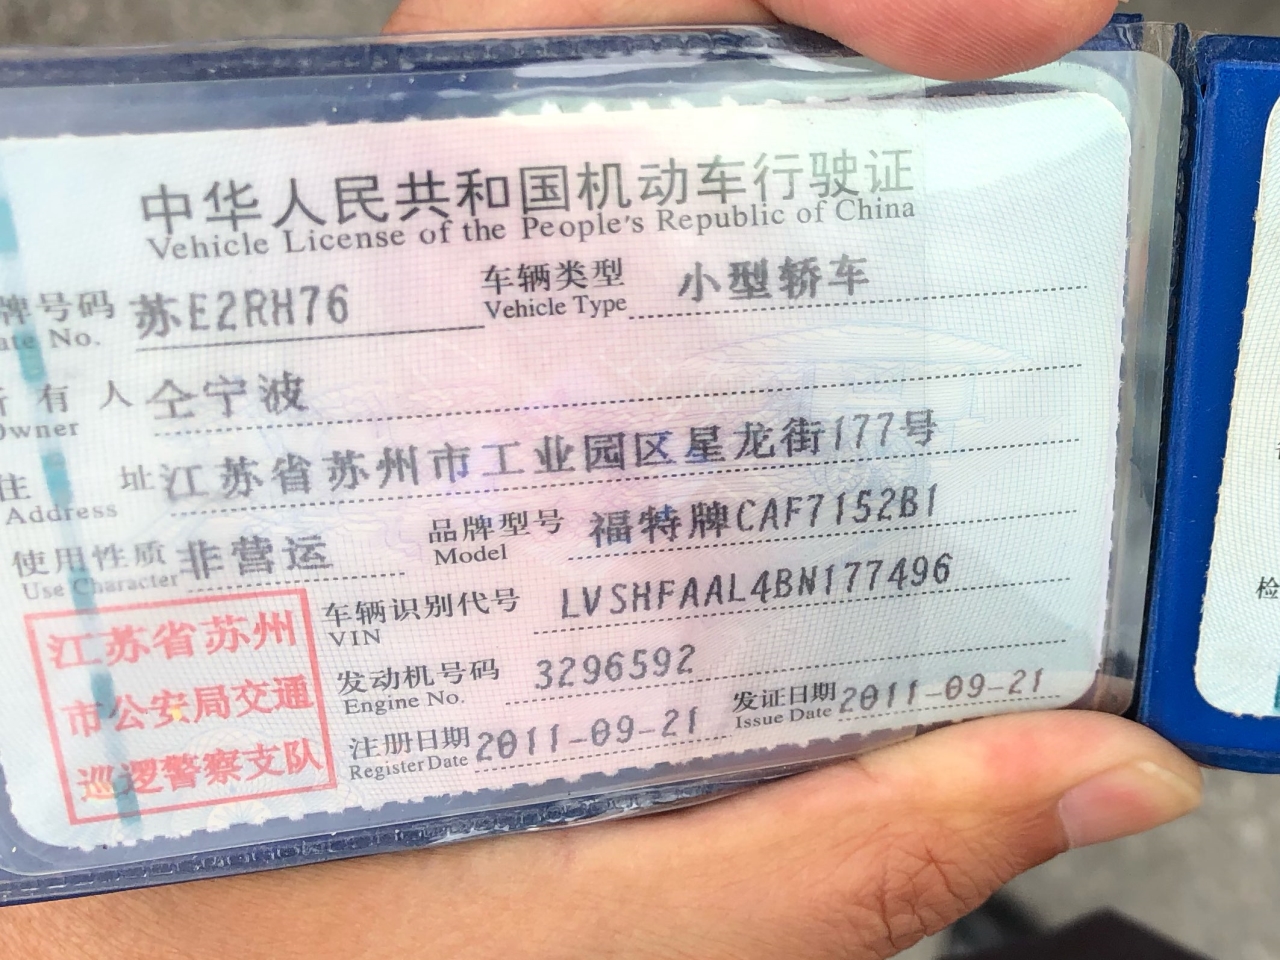 中华人民共和国机动车行驶证
Vehicle License of the People's Republic of China
牌号码 苏E2RH76 车辆类型 小型轿车
ate No. Vehicle Type
所有人 仝宁波
Owner
住址 江苏省苏州市工业园区星龙街177号
Address
使用性质 非营运 品牌型号 福特牌CAF7152B1
Use Character Model
车辆识别代号 LVSHFAAL4BN177496
VIN
发动机号码 3296592
Engine No.
注册日期 2011-09-21 发证日期 2011-09-21
Register Date Issue Date
江苏省苏州
市公安局交通
巡逻警察支队
检